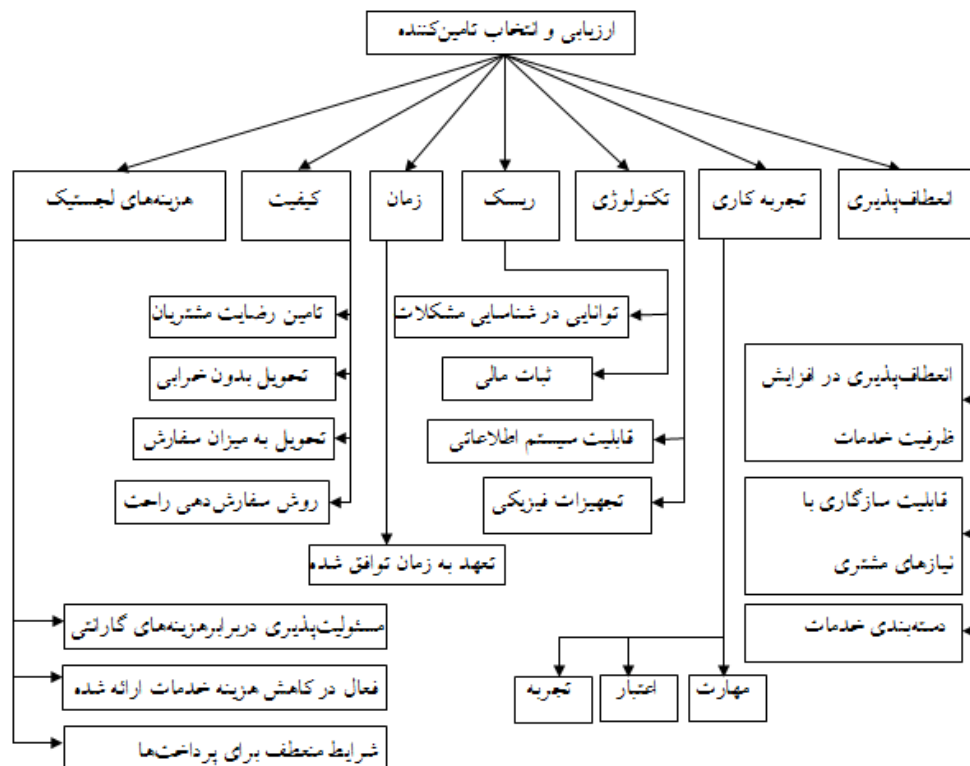 ارزیابی و انتخاب تامین‌کننده
انعطاف‌پذیری
تجربه کاری
تکنولوژی
ریسک
زمان
کیفیت
هزینه‌های لجستیک
توانایی در شناسایی مشکلات
تامین رضایت مشتریان
انعطاف‌پذیری در افزایش
ظرفیت خدمات
ثبات مالی
تحویل بدون خرابی
قابلیت سیستم اطلاعاتی
تحویل به میزان سفارش
قابلیت سازگاری با
نیازهای مشتری
تجهیزات فیزیکی
روش سفارش‌دهی راحت
تعهد به زمان توافق شده
دسته‌بندی خدمات
مسئولیت‌پذیری دربرابرهزینه‌های گارانتی
مهارت
اعتبار
تجربه
فعال در کاهش هزینه خدمات ارائه شده
شرایط منعطف برای پرداخت‌ها